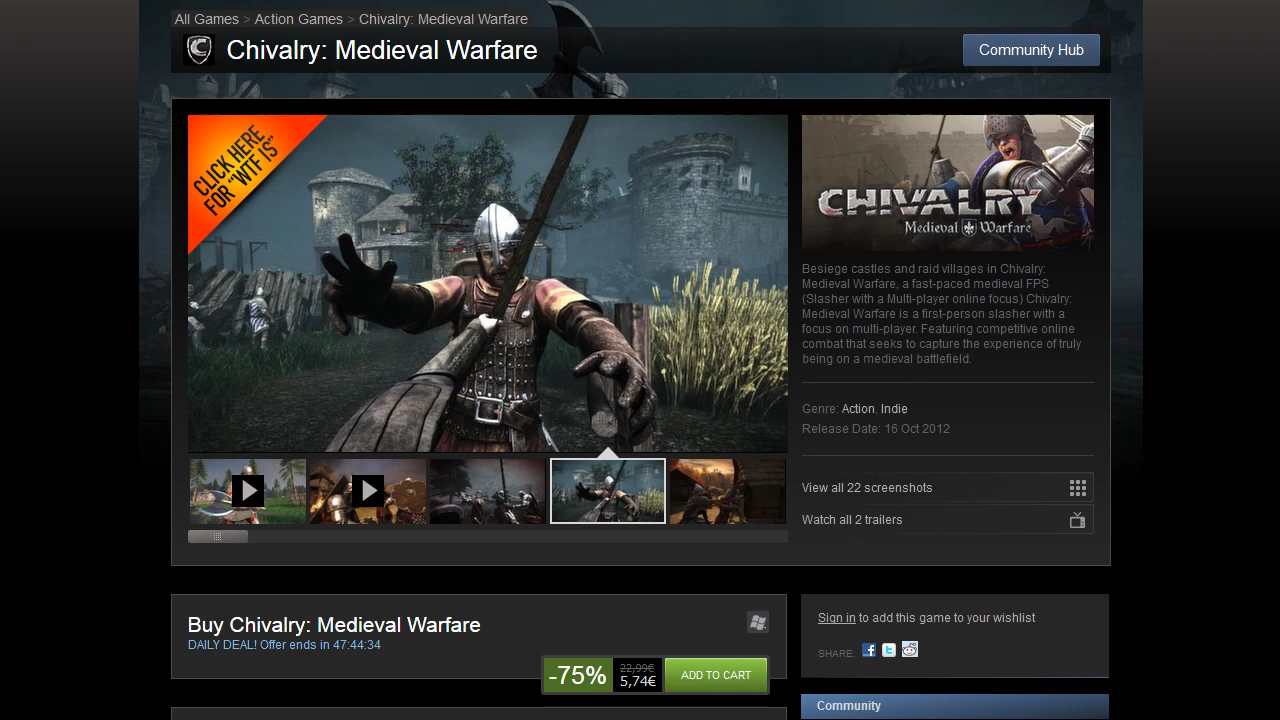 All Games > Action Games > Chivalry: Medieval Warfare
Chivalry: Medieval Warfare
Community Hub
CLICK HERE
FOR "WTF IS"
CHIVALRY
Medieval Warfare
Besiege castles and raid villages in Chivalry:
Medieval Warfare, a fast-paced medieval FPS
(Slasher with a Multi-player online focus) Chivalry:
Medieval Warfare is a first-person slasher with a
focus on multi-player. Featuring competitive online
combat that seeks to capture the experience of truly
being on a medieval battlefield.
Genre: Action, Indie
Release Date: 16 Oct 2012
View all 22 screenshots
Watch all 2 trailers
Buy Chivalry: Medieval Warfare
DAILY DEAL! Offer ends in 47:44:34
-75%
22,99€
5,74€
ADD TO CART
Sign in to add this game to your wishlist
SHARE:
Community